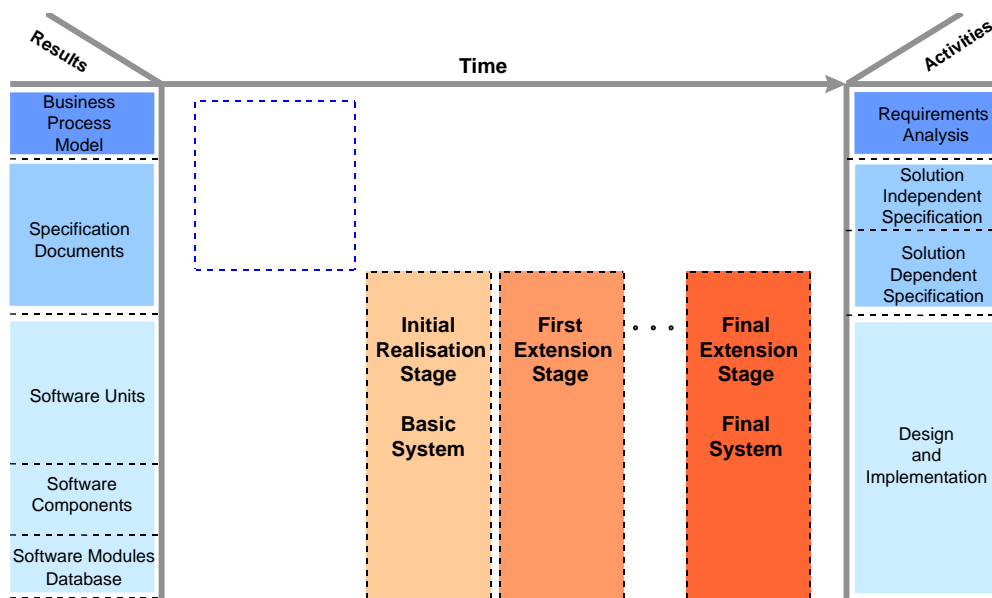 Results
Time
Activities
Business
Process
Model
Specification
Documents
Software Units
Software
Components
Software Modules
Database
Initial
Realisation
Stage
Basic
System
First
Extension
Stage
. . .
Final
Extension
Stage
Final
System
Requirements
Analysis
Solution
Independent
Specification
Solution
Dependent
Specification
Design
and
Implementation